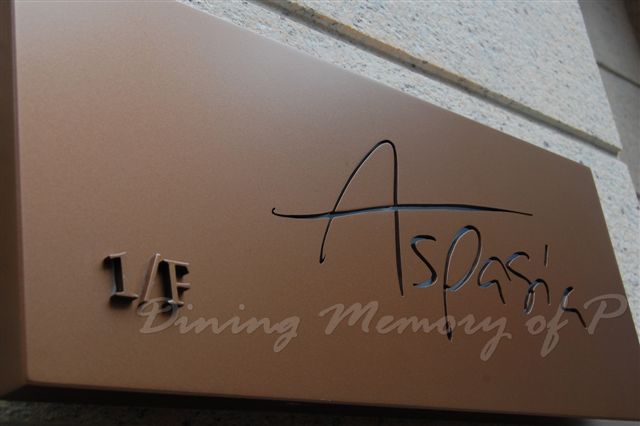 Aspasia
1/F
Dining Memory of P